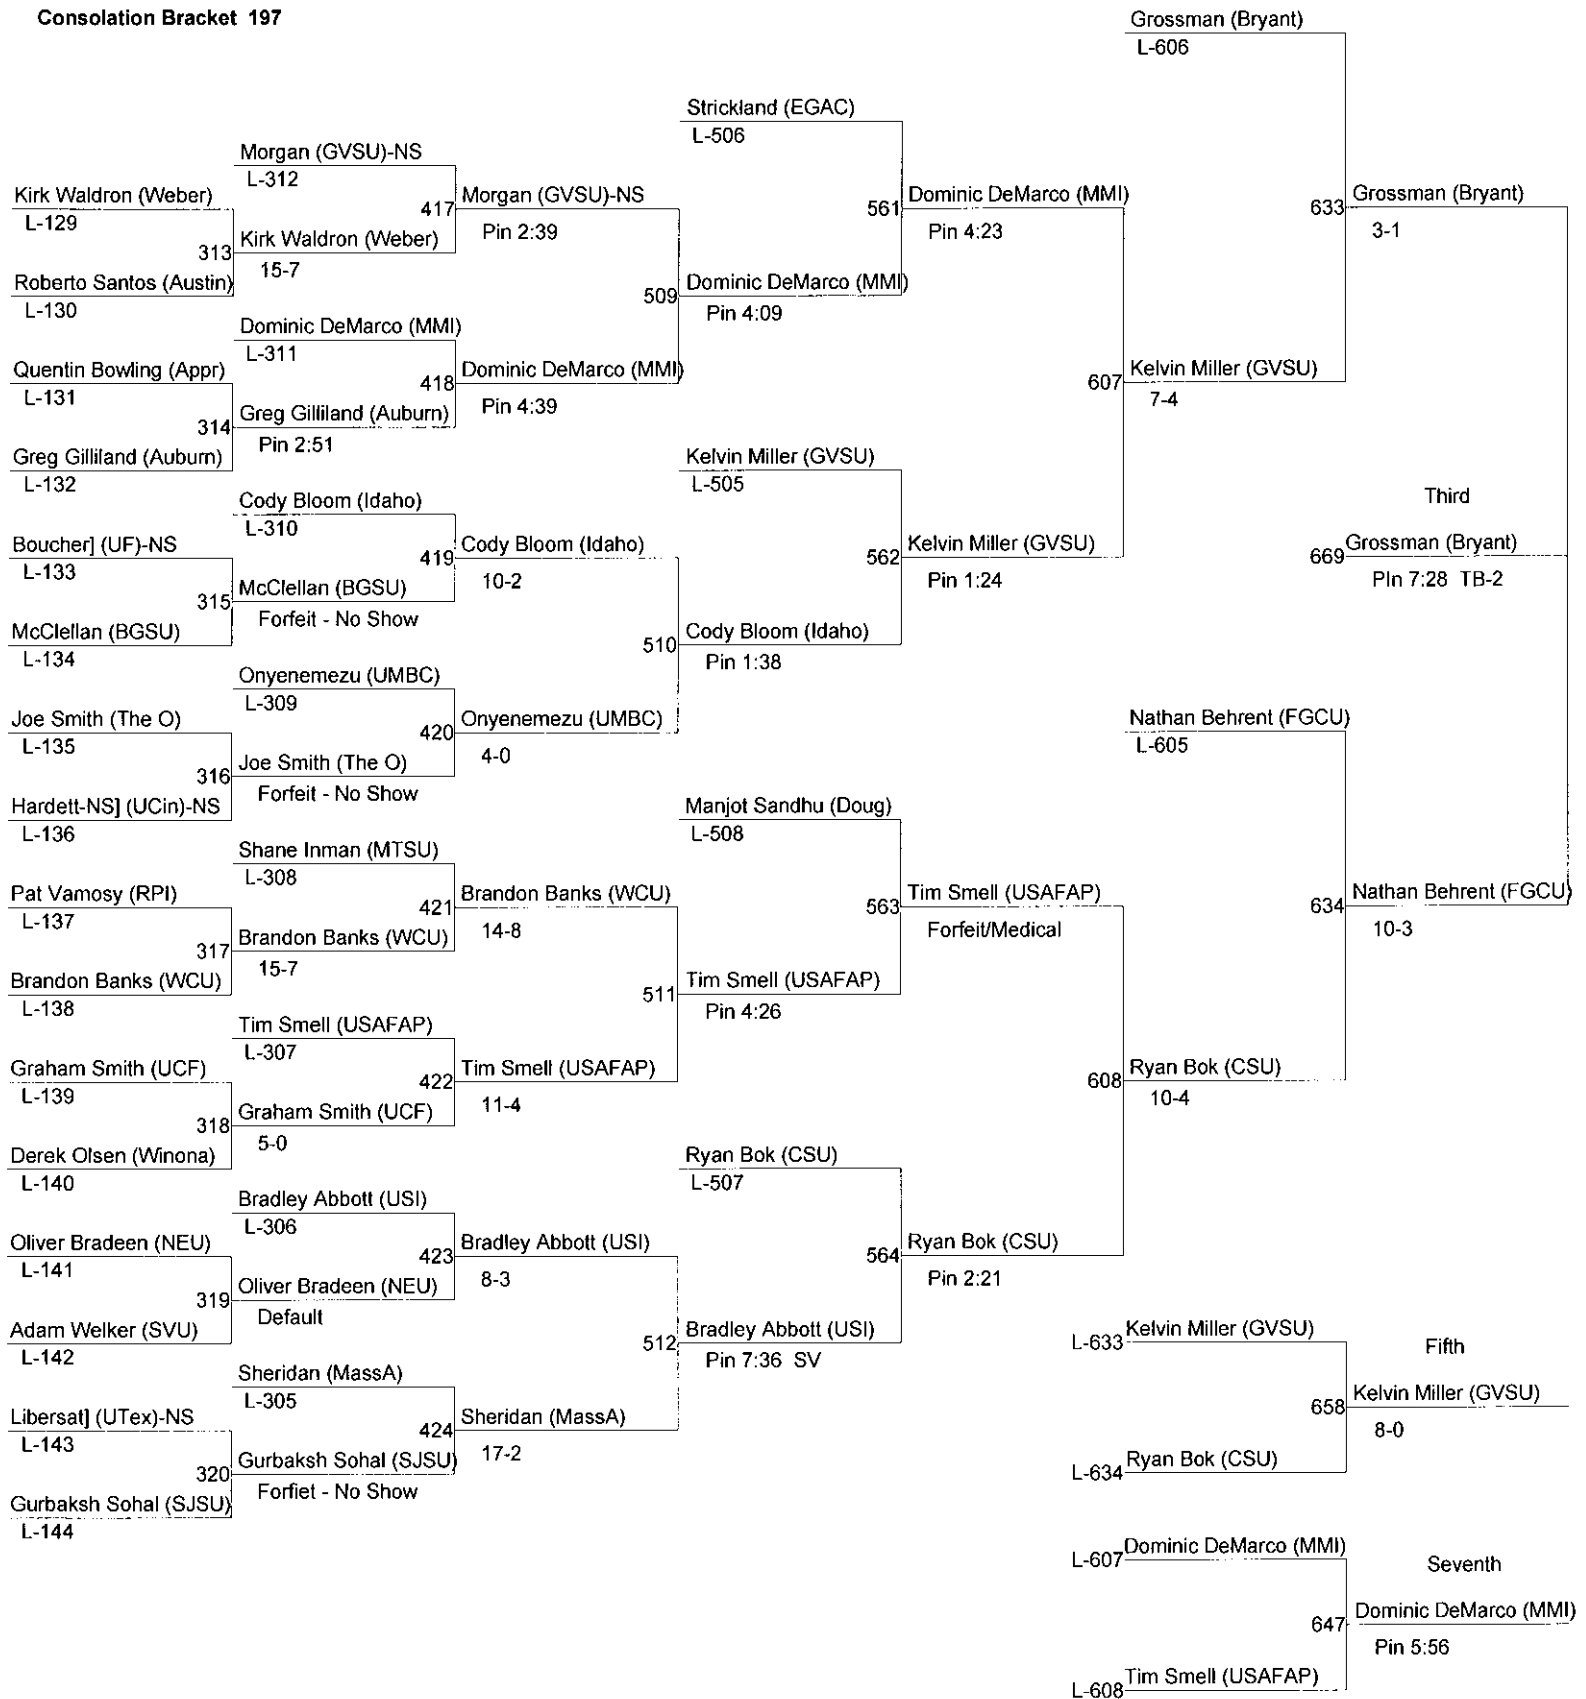 Consolation Bracket 197
Kirk Waldron (Weber)
L-129
313
Roberto Santos (Austin)
L-130
Quentin Bowling (Appr)
L-131
314
Greg Gilliland (Auburn)
L-132
Boucher] (UF)-NS
L-133
315
McClellan (BGSU)
L-134
Joe Smith (The O)
L-135
316
Hardett-NS] (UCin)-NS
L-136
Pat Vamosy (RPI)
L-137
317
Brandon Banks (WCU)
L-138
Graham Smith (UCF)
L-139
318
Derek Olsen (Winona)
L-140
Oliver Bradeen (NEU)
L-141
319
Adam Welker (SVU)
L-142
Libersat] (UTex)-NS
L-143
320
Gurbaksh Sohal (SJSU)
L-144
Morgan (GVSU)-NS
L-312
417
Kirk Waldron (Weber)
15-7
Dominic DeMarco (MMI)
L-311
418
Greg Gilliland (Auburn)
Pin 2:51
Cody Bloom (Idaho)
L-310
419
McClellan (BGSU)
Forfeit - No Show
Onyenemezu (UMBC)
L-309
420
Joe Smith (The O)
Forfeit - No Show
Shane Inman (MTSU)
L-308
421
Brandon Banks (WCU)
15-7
Tim Smell (USAFAP)
L-307
422
Graham Smith (UCF)
5-0
Bradley Abbott (USI)
L-306
423
Oliver Bradeen (NEU)
Default
Sheridan (MassA)
L-305
424
Gurbaksh Sohal (SJSU)
Forfiet - No Show
Morgan (GVSU)-NS
Pin 2:39
509
Dominic DeMarco (MMI)
Pin 4:39
Cody Bloom (Idaho)
10-2
510
Onyenemezu (UMBC)
4-0
Brandon Banks (WCU)
14-8
511
Tim Smell (USAFAP)
11-4
Bradley Abbott (USI)
8-3
512
Sheridan (MassA)
17-2
Strickland (EGAC)
L-506
561
Dominic DeMarco (MMI)
Pin 4:09
Kelvin Miller (GVSU)
L-505
562
Cody Bloom (Idaho)
Pin 1:38
Manjot Sandhu (Doug)
L-508
563
Tim Smell (USAFAP)
Pin 4:26
Ryan Bok (CSU)
L-507
564
Bradley Abbott (USI)
Pin 7:36 SV
Dominic DeMarco (MMI)
Pin 4:23
607
Kelvin Miller (GVSU)
Pin 1:24
Tim Smell (USAFAP)
Forfeit/Medical
608
Ryan Bok (CSU)
Pin 2:21
Grossman (Bryant)
L-606
633
Kelvin Miller (GVSU)
7-4
Nathan Behrent (FGCU)
L-605
634
Ryan Bok (CSU)
10-4
Grossman (Bryant)
3-1
Third
669
Grossman (Bryant)
PIn 7:28 TB-2
Nathan Behrent (FGCU)
10-3
L-633
Kelvin Miller (GVSU)
Fifth
658
Kelvin Miller (GVSU)
8-0
L-634
Ryan Bok (CSU)
L-607
Dominic DeMarco (MMI)
Seventh
647
Dominic DeMarco (MMI)
Pin 5:56
L-608
Tim Smell (USAFAP)